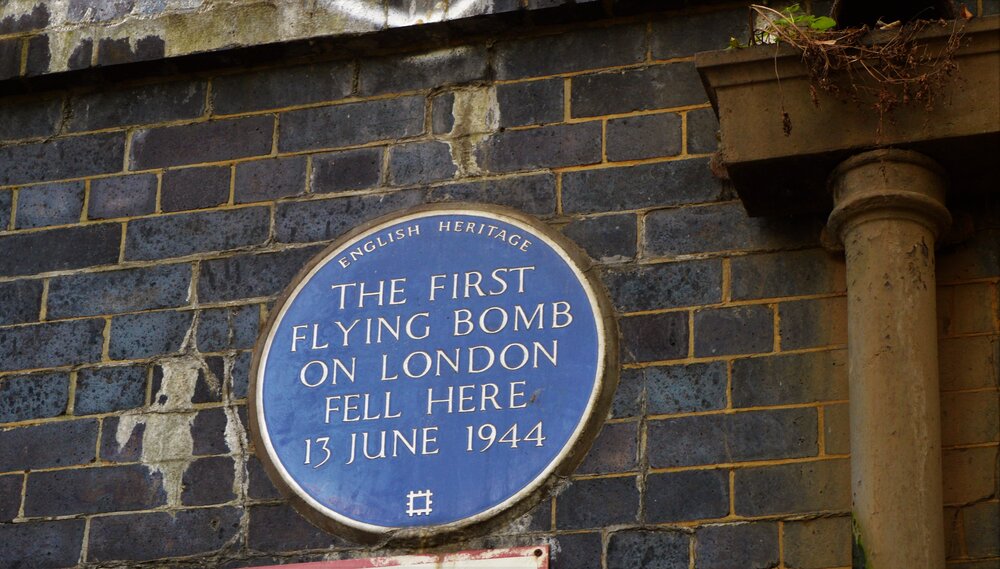 ENGLISH HERITAGE
THE FIRST
FLYING BOMB
ON LONDON
FELL HERE
13 JUNE 1944